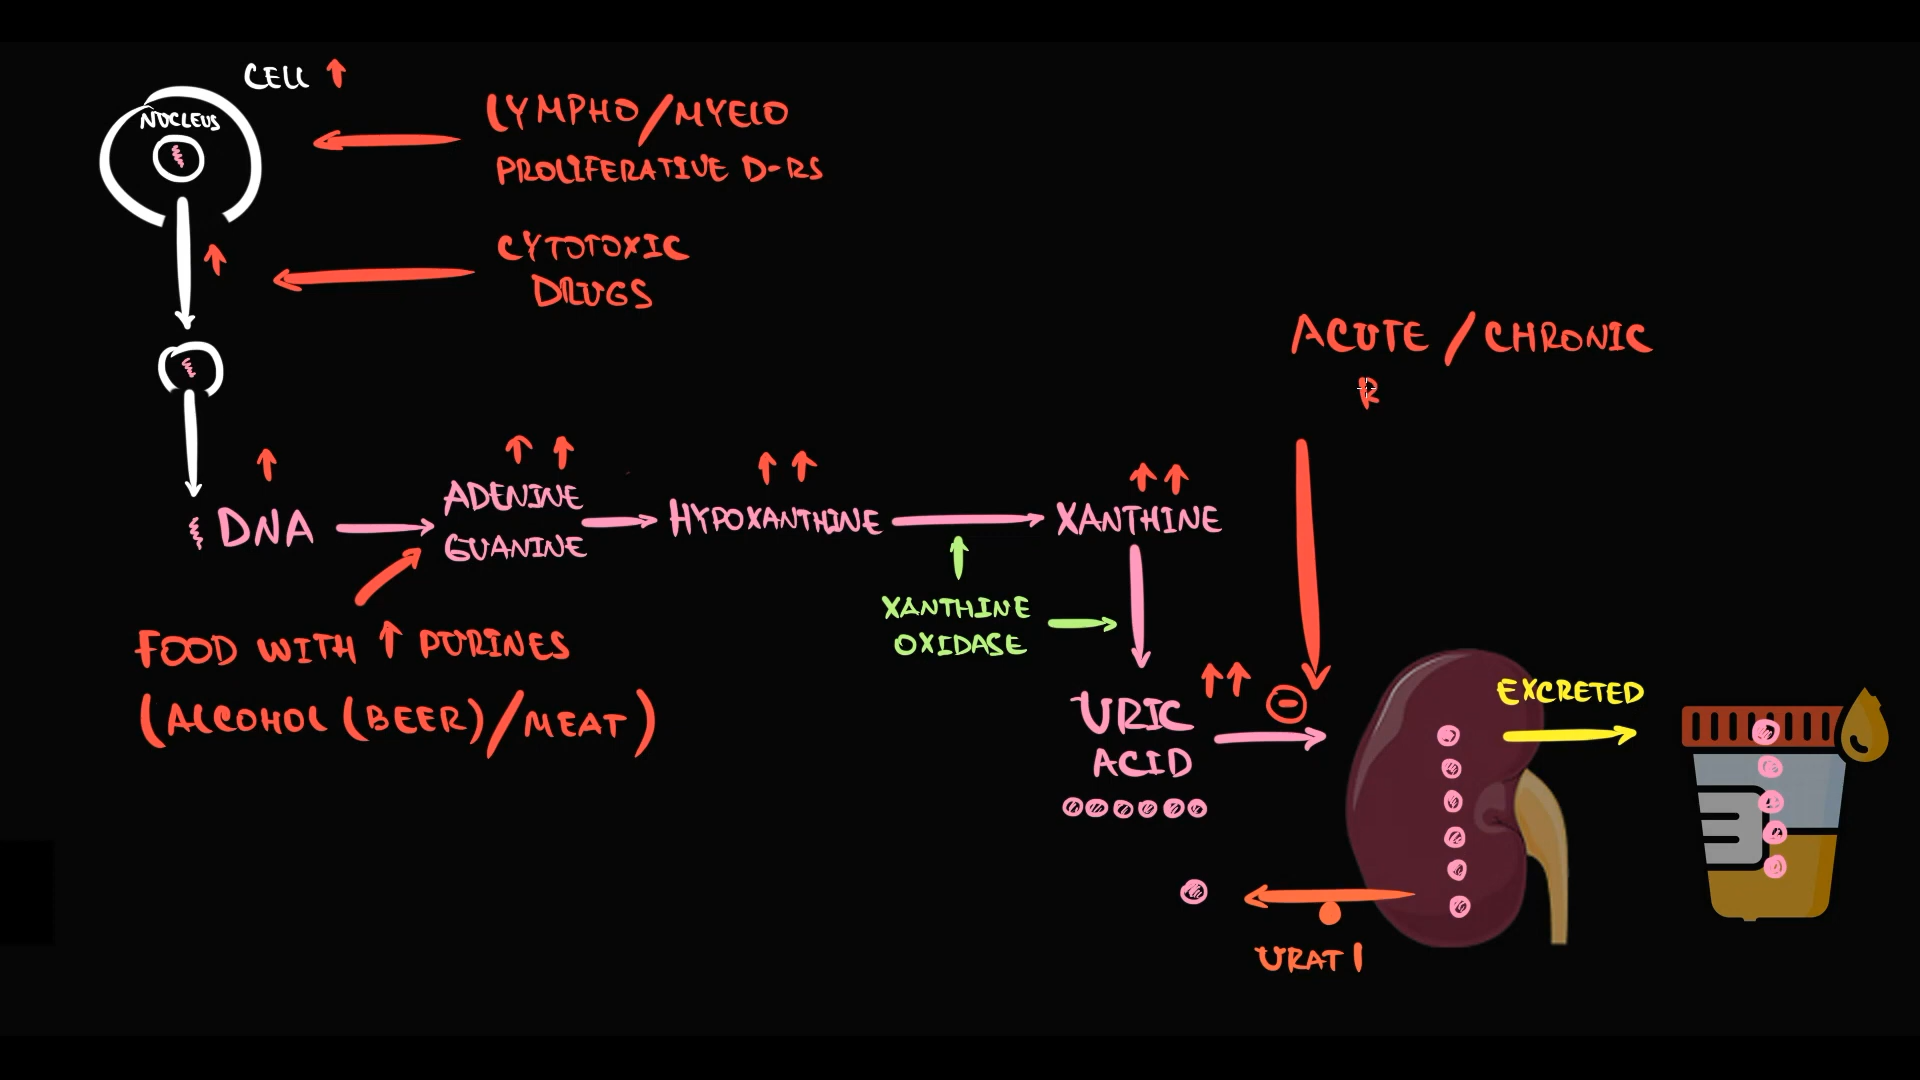 CELL ↑
NUCLEUS
LYMPHO/MYELO
PROLIFERATIVE D-RS
CYTOTOXIC
DRUGS
ACUTE / CHRONIC
R
DNA
ADENINE
GUANINE
HYPOXANTHINE
XANTHINE
XANTHINE
OXIDASE
FOOD WITH ↑ PURINES
(ALCOHOL (BEER)/MEAT)
URIC
ACID
EXCRETED
URAT 1